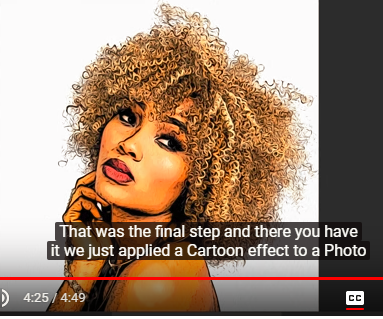 That was the final step and there you have
it we just applied a Cartoon effect to a Photo
4:25 / 4:49
CC